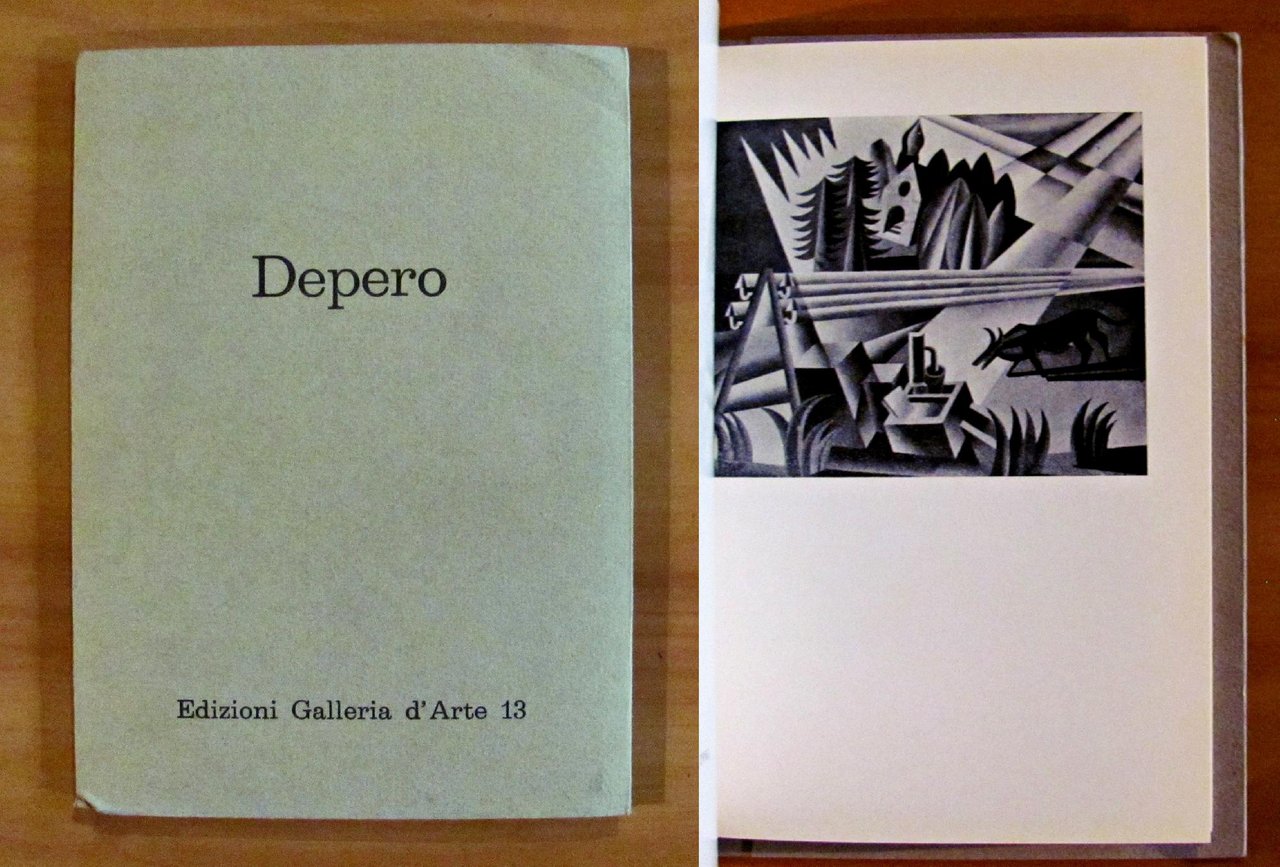 Depero
Edizioni Galleria d'Arte 13